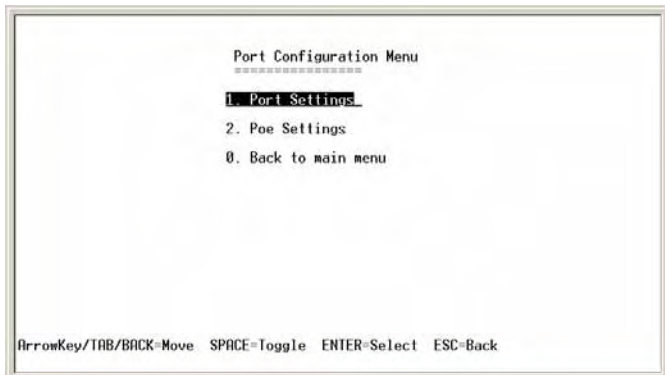 Port Configuration Menu
================
1. Port Settings_
2. Poe Settings
0. Back to main menu
ArrowKey/TAB/BACK=Move SPACE=Toggle ENTER=Select ESC=Back